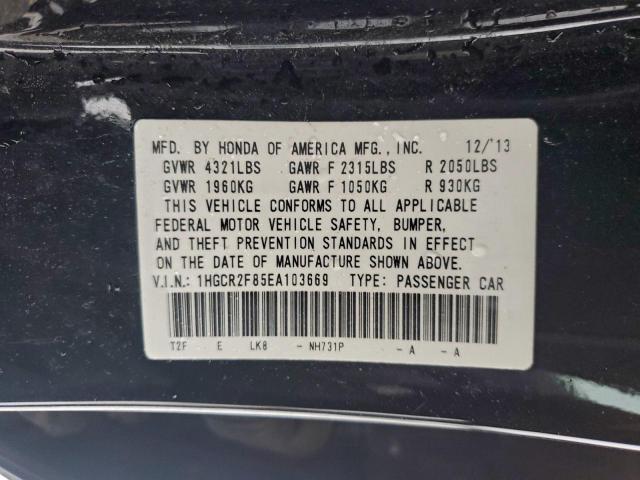 MFD. BY HONDA OF AMERICA MFG., INC. 12/13
GVWR 4321LBS GAWR F 2315LBS R 2050LBS
GVWR 1960KG GAWR F 1050KG R 930KG
THIS VEHICLE CONFORMS TO ALL APPLICABLE
FEDERAL MOTOR VEHICLE SAFETY, BUMPER,
AND THEFT PREVENTION STANDARDS IN EFFECT
ON THE DATE OF MANUFACTURE SHOWN ABOVE.
V.I.N.: 1HGCR2F85EA103669 TYPE: PASSENGER CAR
T2F E LK8 - NH731P - A - A